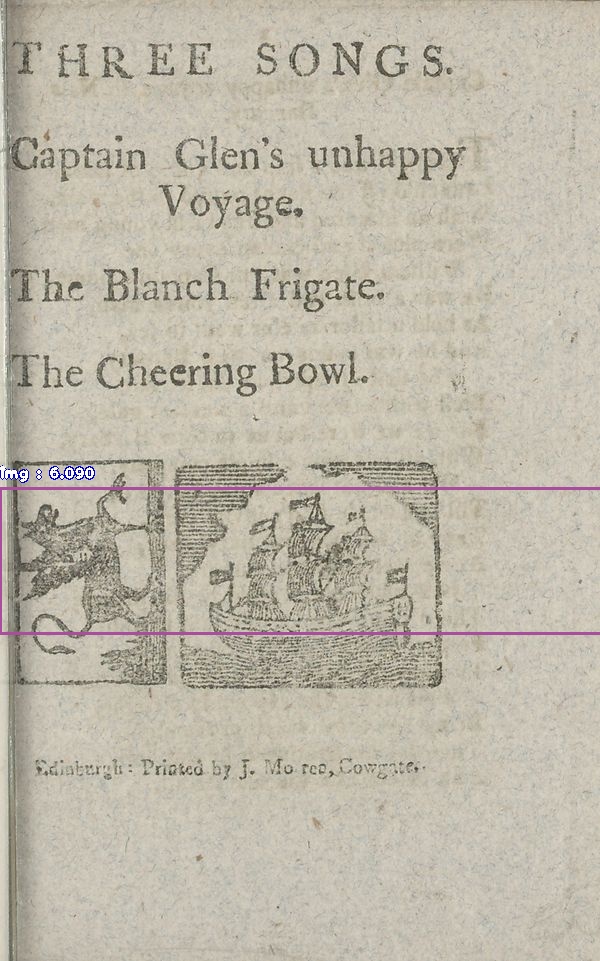 THREE SONGS.
Captain Glen's unhappy
Voyage.
The Blanch Frigate.
The Cheering Bowl.
img : 6.090
Edinburgh: Printed by J. Mo ren, Cowgate.